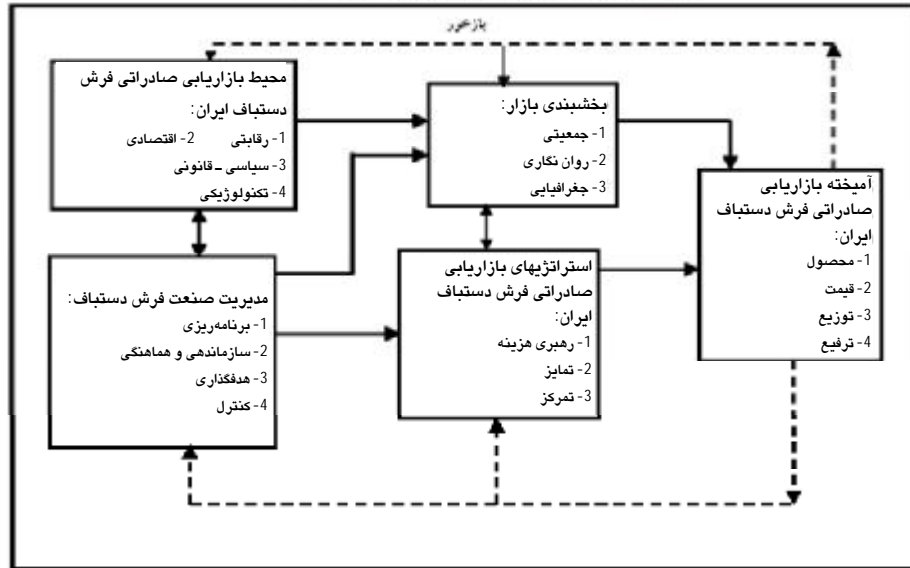 بازخور
محیط بازاریابی صادراتی فرش
دستباف ایران:
1- رقابتی 2- اقتصادی
3- سیاسی - قانونی
4- تکنولوژیکی
بخشبندی بازار:
1- جمعیتی
2- روان نگاری
3- جغرافیایی
آمیخته بازاریابی
صادراتی فرش دستباف
ایران:
1- محصول
2- قیمت
3- توزیع
4- ترفیع
مدیریت صنعت فرش دستباف:
1- برنامه‌ریزی
2- سازماندهی و هماهنگی
3- هدفگذاری
4- کنترل
استراتژیهای بازاریابی
صادراتی فرش دستباف
ایران:
1- رهبری هزینه
2- تمایز
3- تمرکز